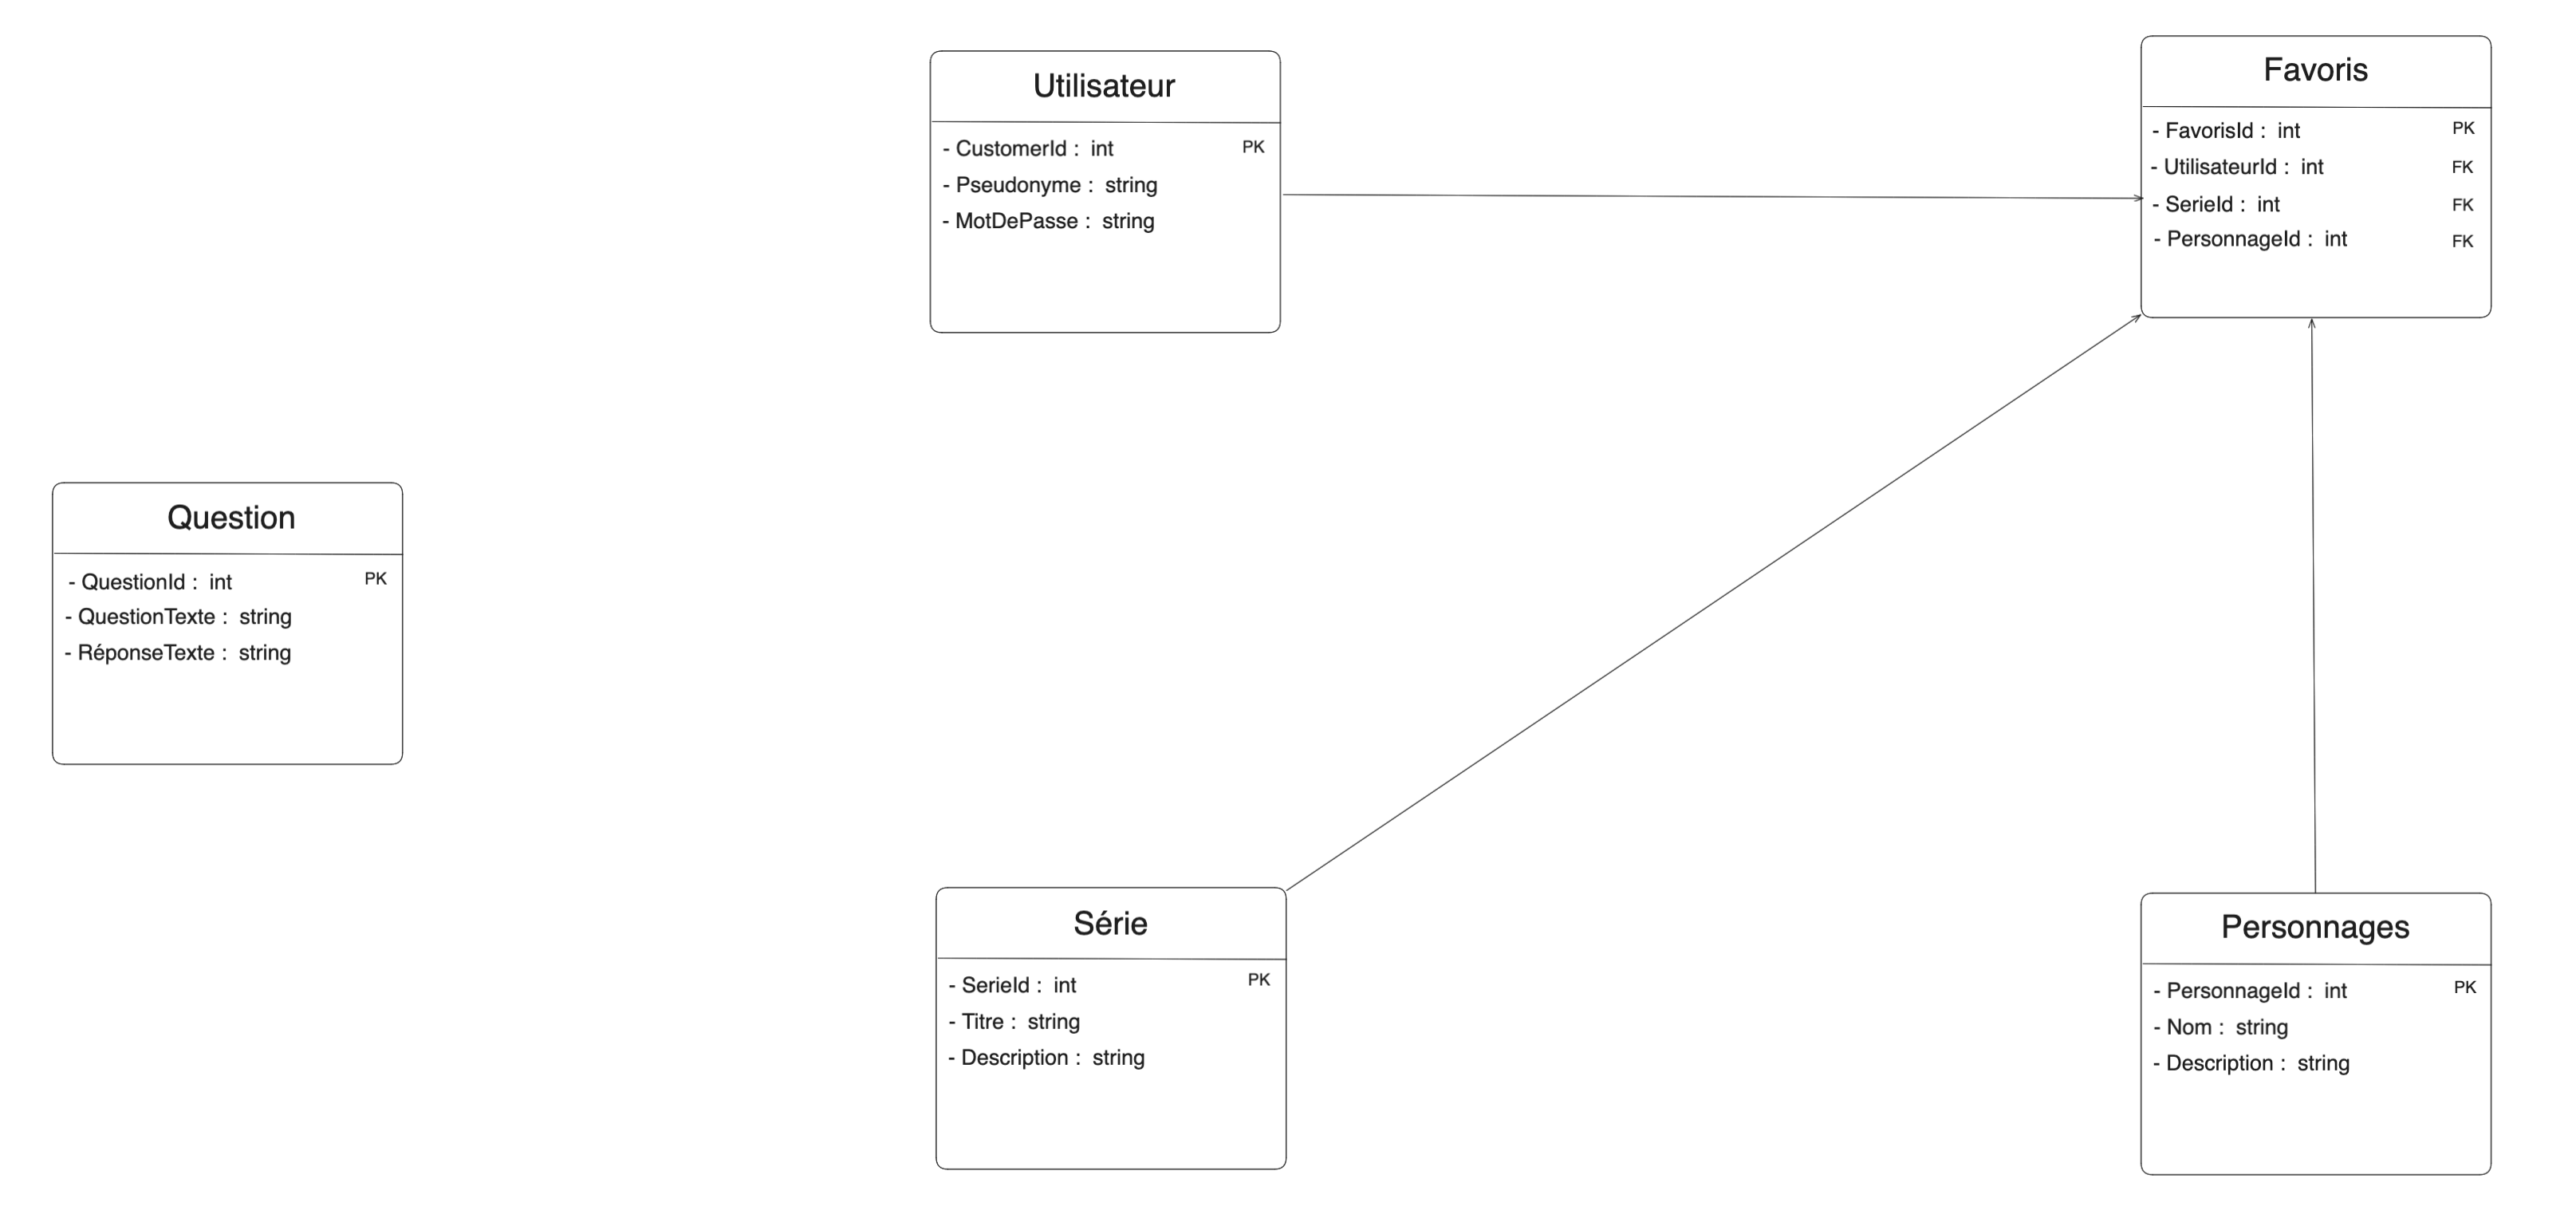 Utilisateur
- CustomerId : int PK
- Pseudonyme : string
- MotDePasse : string
Favoris
- FavorisId : int PK
- UtilisateurId : int FK
- SerieId : int FK
- PersonnageId : int FK
Question
- QuestionId : int PK
- QuestionTexte : string
- RéponseTexte : string
Série
- SerieId : int PK
- Titre : string
- Description : string
Personnages
- PersonnageId : int PK
- Nom : string
- Description : string